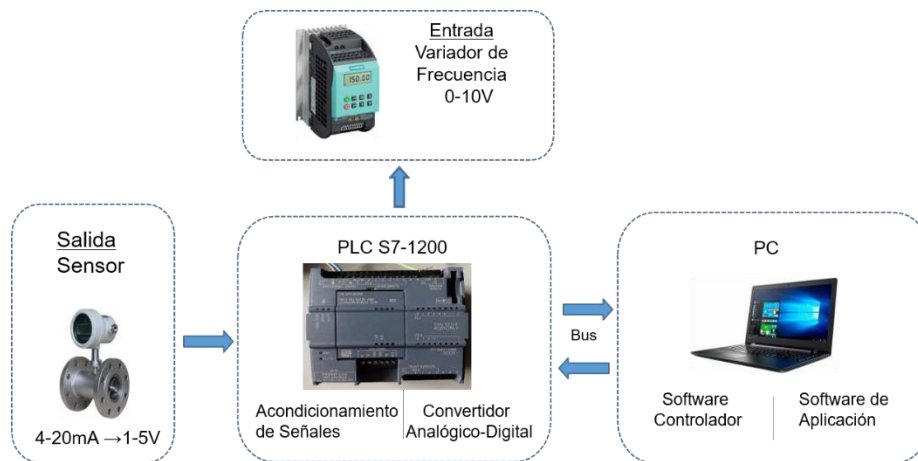 Entrada
Variador de
Frecuencia
0-10V
150.00
Salida
Sensor
4-20mA →1-5V
PLC S7-1200
Acondicionamiento
de Señales
Convertidor
Analógico-Digital
Bus
PC
Software
Controlador
Software de
Aplicación